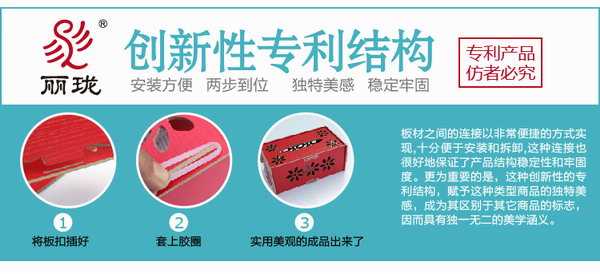 ®
丽珑
创新性专利结构
安装方便 两步到位 独特美感 稳定牢固
专利产品
仿者必究
1
将板扣插好
2
套上胶圈
3
实用美观的成品出来了
板材之间的连接以非常便捷的方式实
现,十分便于安装和拆卸,这种连接也
很好地保证了产品结构稳定性和牢固
度。更为重要的是，这种创新性的专
利结构，赋予这种类型商品的独特美
感，成为其区别于其它商品的标志，
因而具有独一无二的美学涵义。